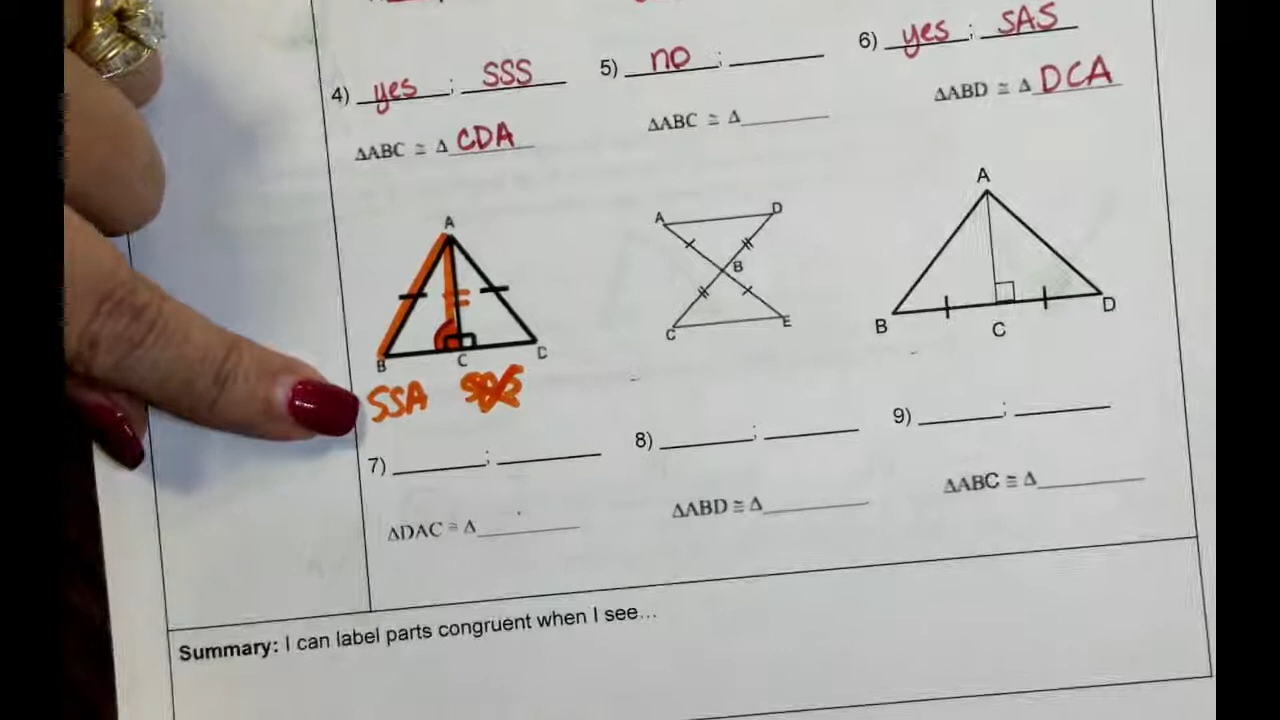 4) yes ; SSS
5) no ;
6) yes ; SAS
ΔABC ≅ Δ CDA
ΔABC ≅ Δ
ΔABD ≅ Δ DCA
A
B
C
D
SSA
A
D
B
C
E
A
B
C
D
7) ;
8) ;
9) ;
ΔDAC ≅ Δ
ΔABD ≅ Δ
ΔABC ≅ Δ
Summary: I can label parts congruent when I see...